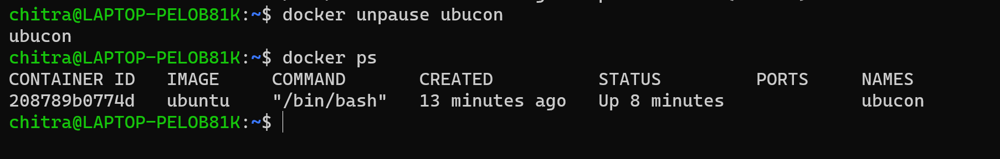 chitra@LAPTOP-PELOB81K:~$ docker unpause ubucon
ubucon
chitra@LAPTOP-PELOB81K:~$ docker ps
CONTAINER ID   IMAGE     COMMAND       CREATED          STATUS         PORTS     NAMES
208789b0774d   ubuntu    "/bin/bash"   13 minutes ago   Up 8 minutes             ubucon
chitra@LAPTOP-PELOB81K:~$